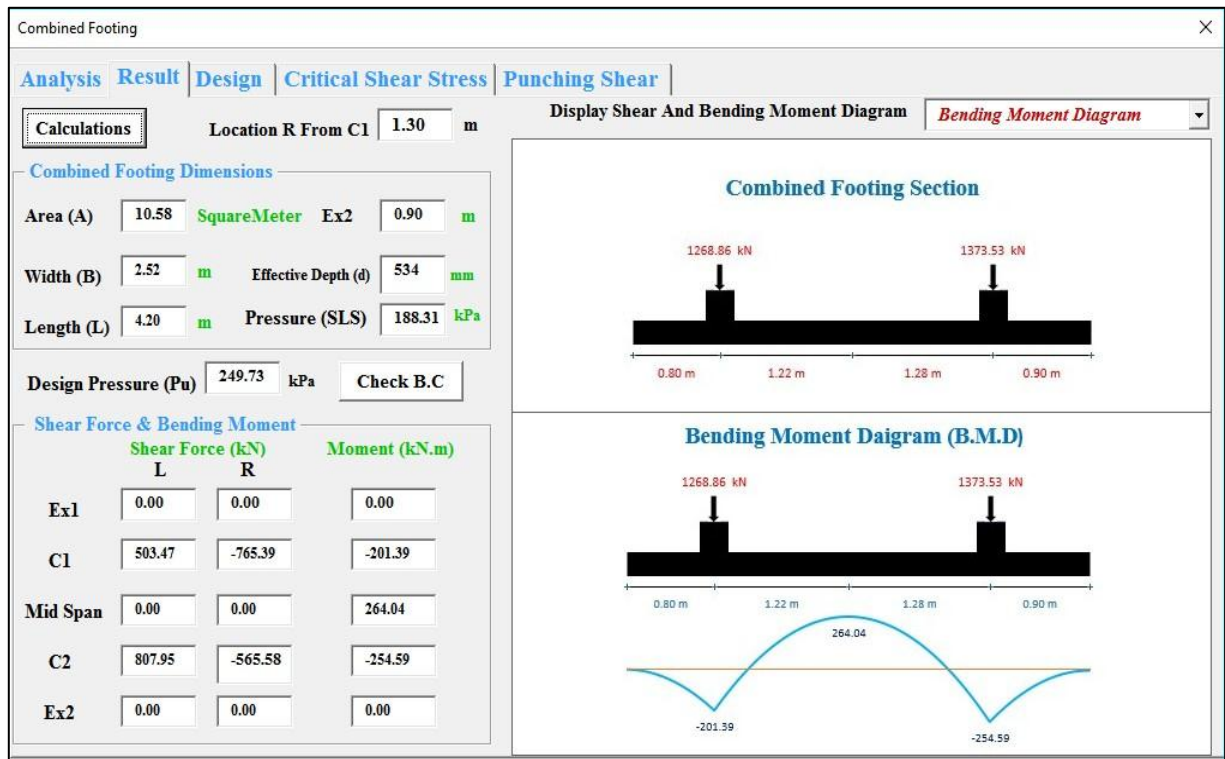 Combined Footing
Analysis Result Design Critical Shear Stress Punching Shear
Calculations Location R From C1 1.30 m
Combined Footing Dimensions
Area (A) 10.58 SquareMeter Ex2 0.90 m
Width (B) 2.52 m Effective Depth (d) 534 mm
Length (L) 4.20 m Pressure (SLS) 188.31 kPa
Design Pressure (Pu) 249.73 kPa Check B.C
Shear Force & Bending Moment
Shear Force (kN) Moment (kN.m)
L R
Ex1 0.00 0.00 0.00
C1 503.47 -765.39 -201.39
Mid Span 0.00 0.00 264.04
C2 807.95 -565.58 -254.59
Ex2 0.00 0.00 0.00
Display Shear And Bending Moment Diagram Bending Moment Diagram
Combined Footing Section
1268.86 kN 1373.53 kN
0.80 m 1.22 m 1.28 m 0.90 m
Bending Moment Daigram (B.M.D)
1268.86 kN 1373.53 kN
0.80 m 1.22 m 1.28 m 0.90 m
264.04
-201.39
-254.59